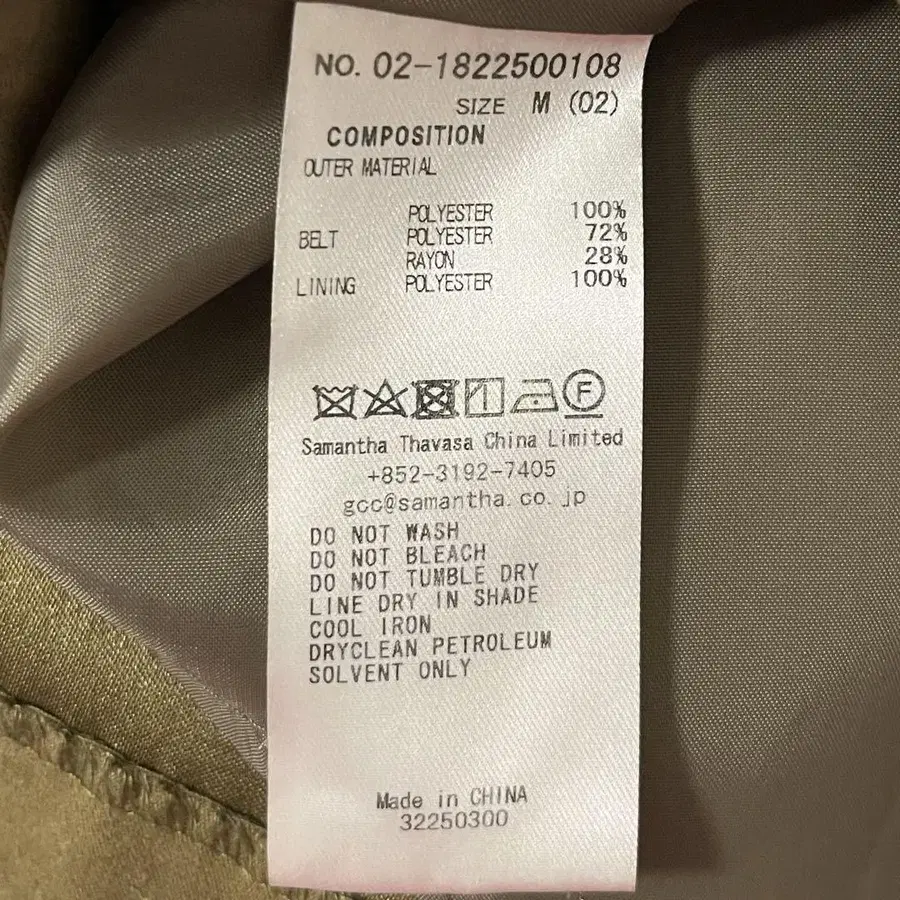 NO. 02-1822500108
SIZE M (02)
COMPOSITION
OUTER MATERIAL
POLYESTER 100%
BELT POLYESTER 72%
RAYON 28%
LINING POLYESTER 100%
F
Samantha Thavasa China Limited
+852-3192-7405
gcc@samantha.co.jp
DO NOT WASH
DO NOT BLEACH
DO NOT TUMBLE DRY
LINE DRY IN SHADE
COOL IRON
DRYCLEAN PETROLEUM
SOLVENT ONLY
Made in CHINA
32250300